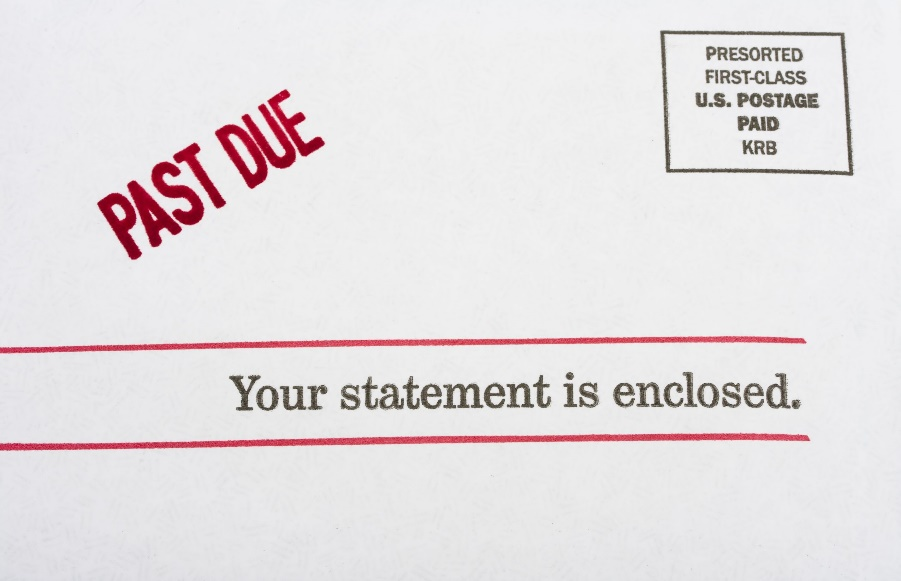 PRESORTED
FIRST-CLASS
U.S. POSTAGE
PAID
KRB
PAST DUE
Your statement is enclosed.